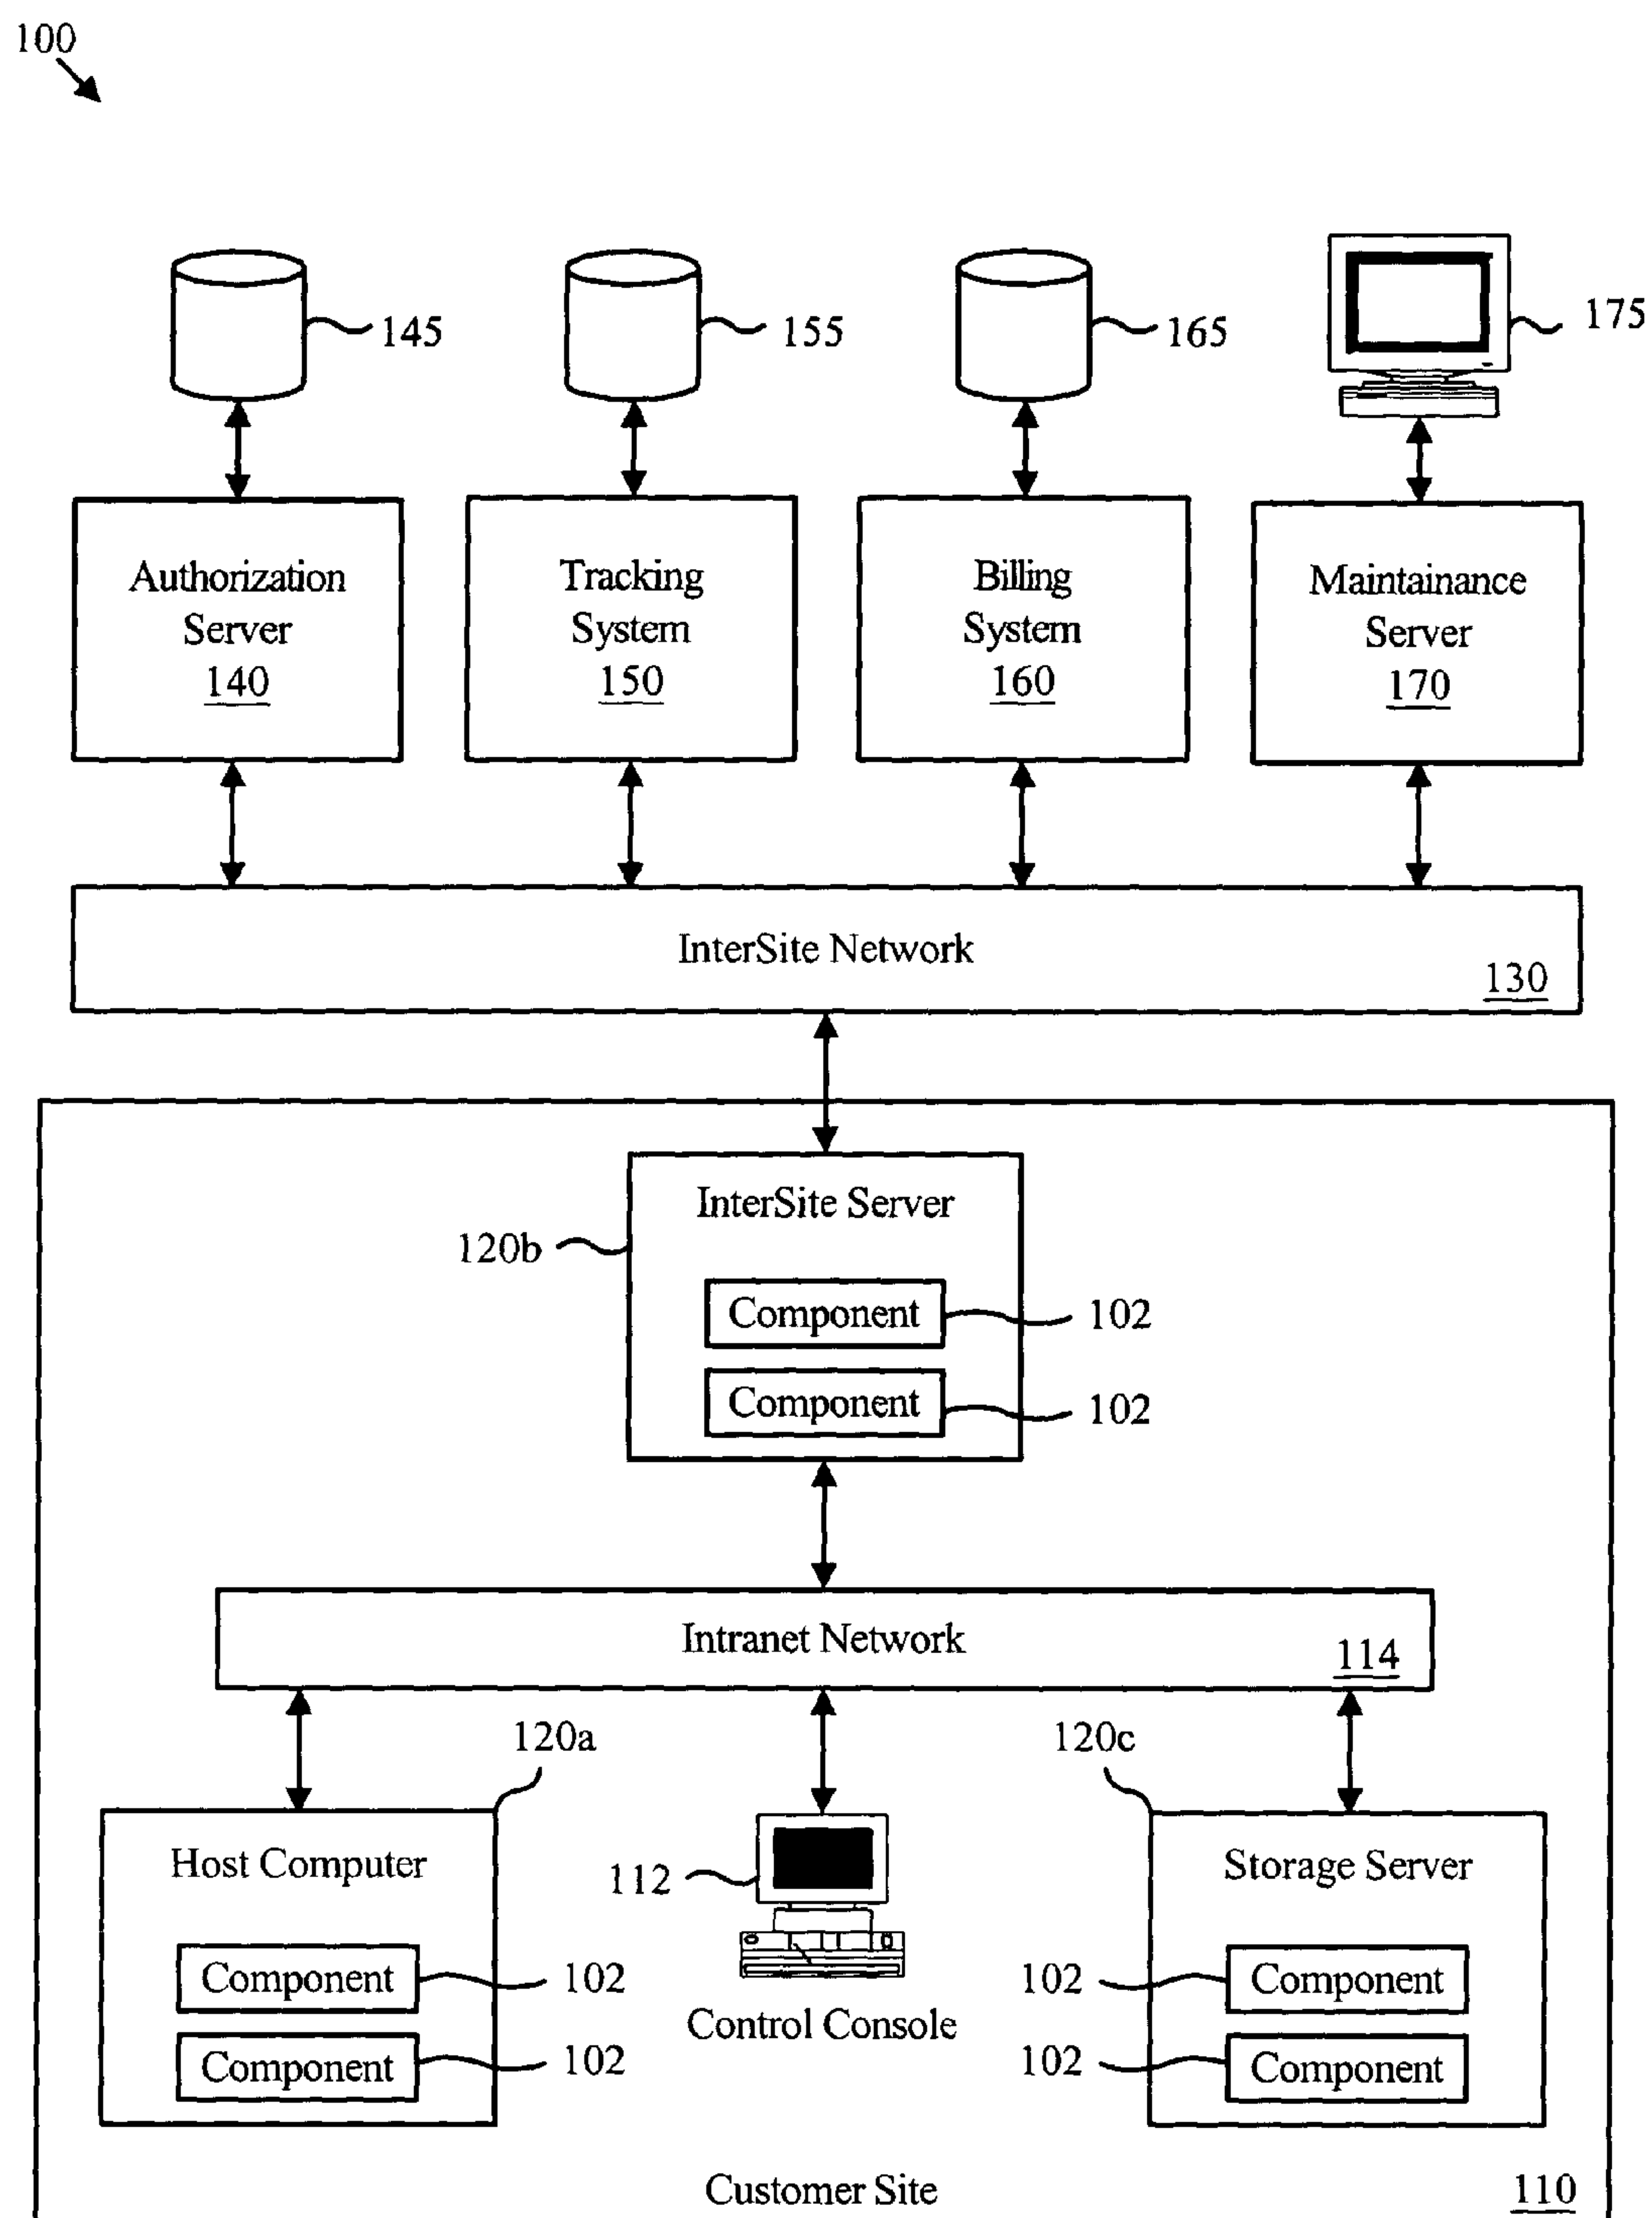 100
145
155
165
175
Authorization
Server
140
Tracking
System
150
Billing
System
160
Maintainance
Server
170
InterSite Network
130
InterSite Server
120b
Component
102
Component
102
Intranet Network
114
120a
120c
Host Computer
Component
102
Component
102
112
Control Console
Storage Server
102
Component
102
Component
Customer Site
110